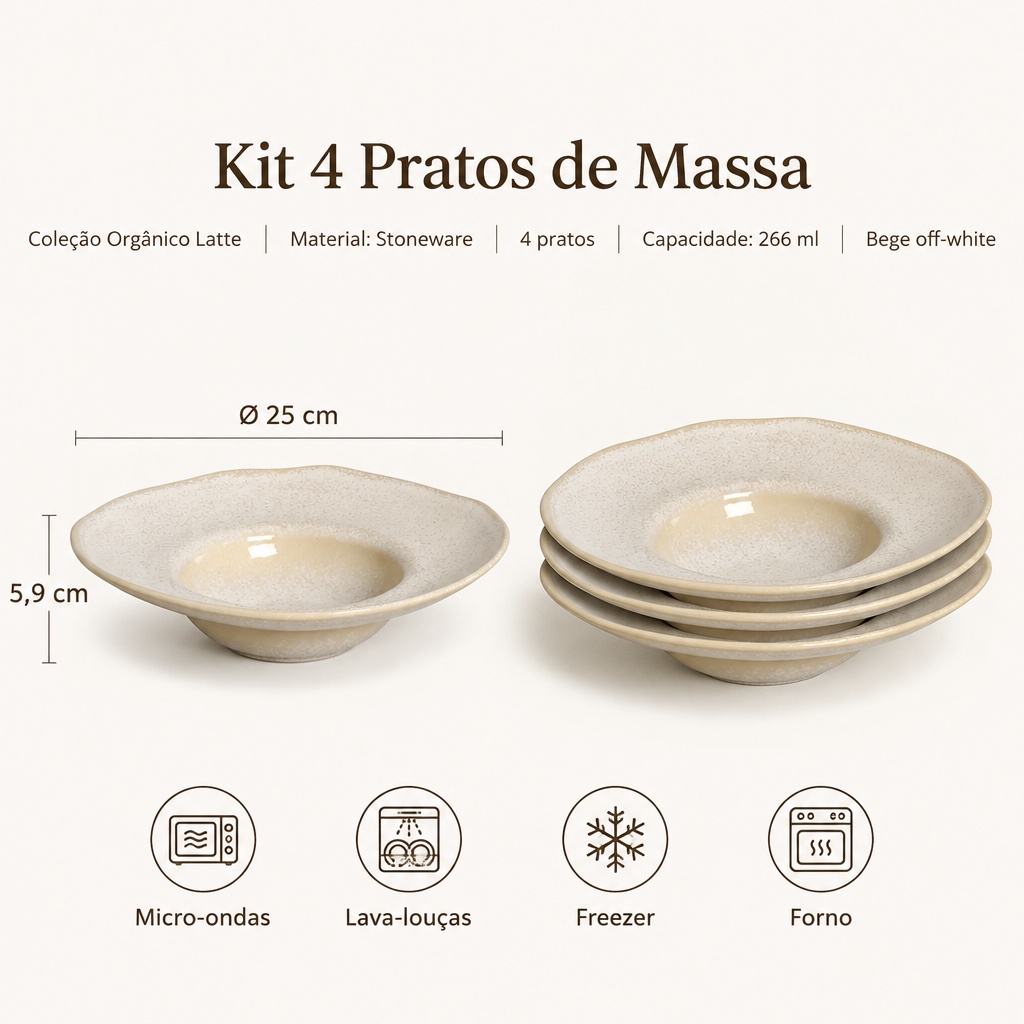 Kit 4 Pratos de Massa
Coleção Orgânico Latte | Material: Stoneware | 4 pratos | Capacidade: 266 ml | Bege off-white
Ø 25 cm
5,9 cm
Micro-ondas
Lava-louças
Freezer
Forno